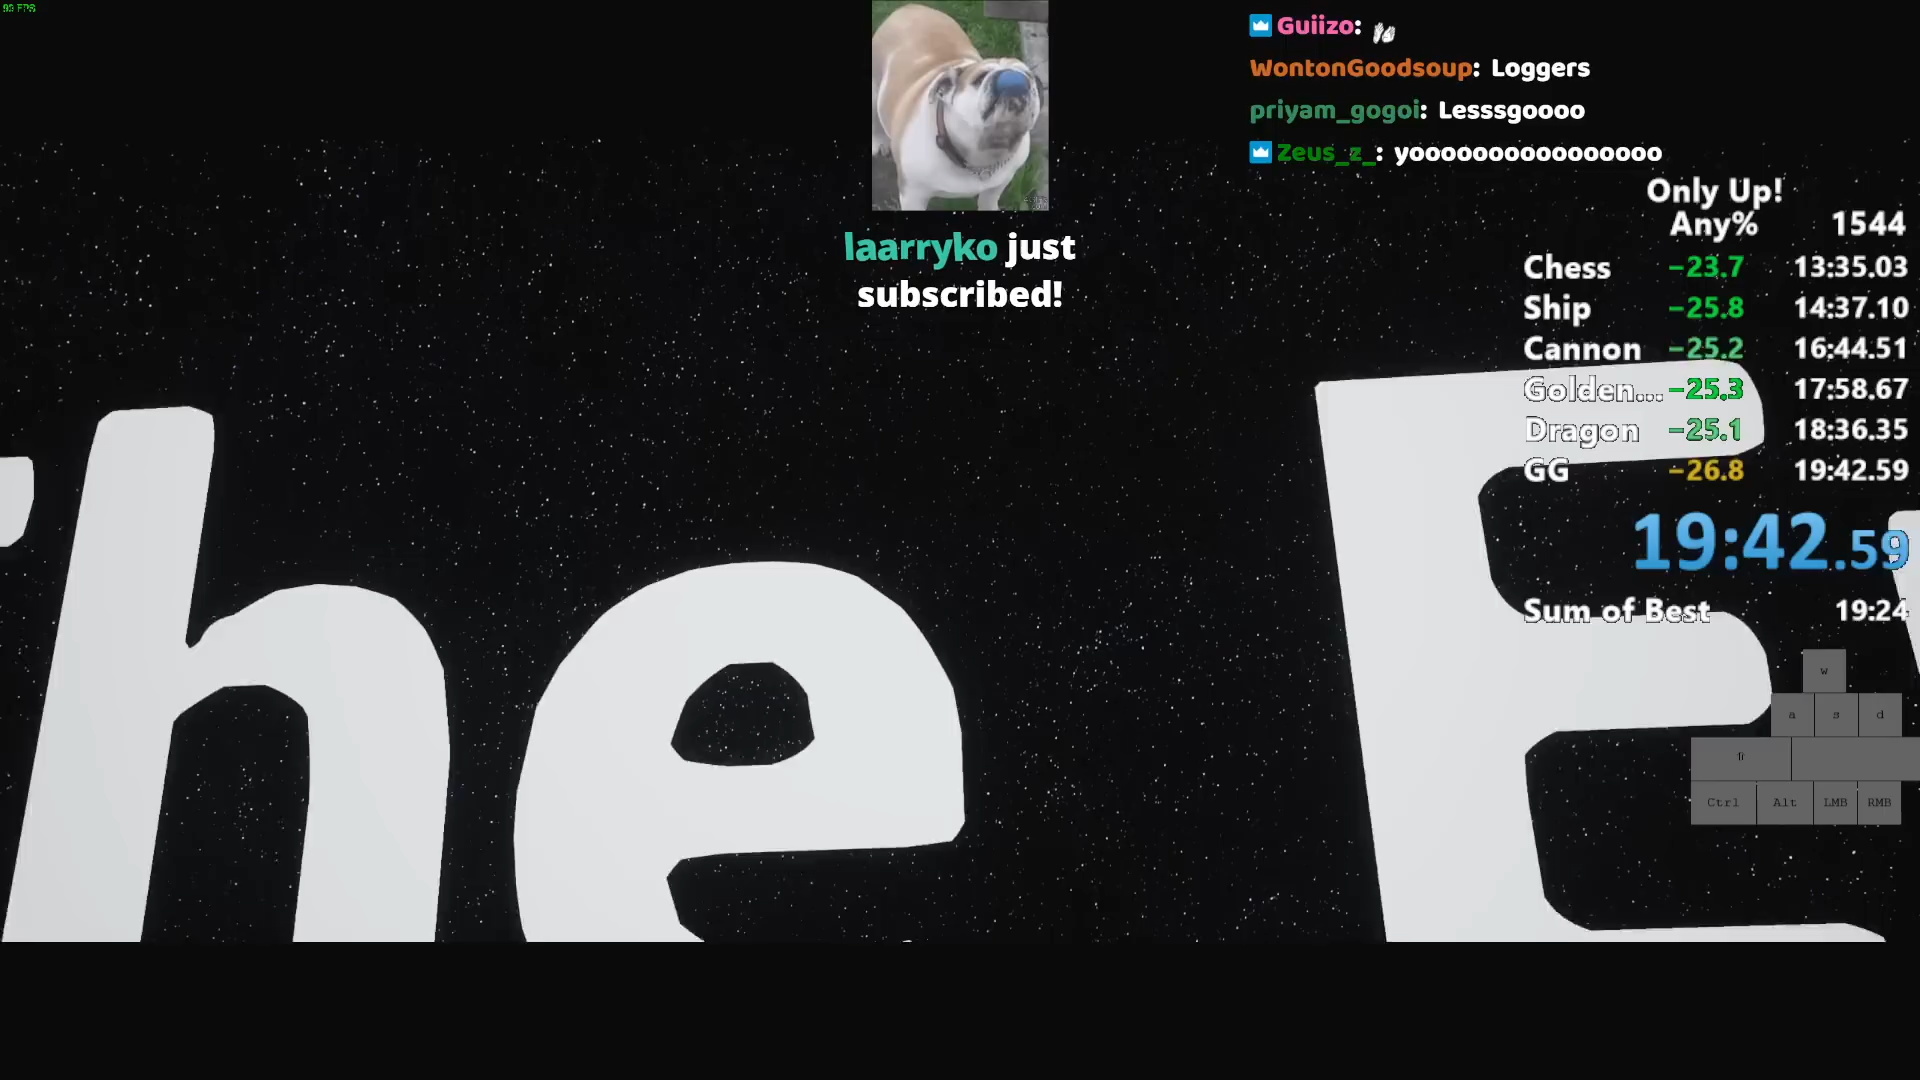 95 FPS
Guiizo:
WontonGoodsoup: Loggers
priyam_gogoi: Lesssgoooo
Zeus_z_: yoooooooooooooooo
laarryko just
subscribed!
Only Up!
Any% 1544
Chess -23.7 13:35.03
Ship -25.8 14:37.10
Cannon -25.2 16:44.51
Golden... -25.3 17:58.67
Dragon -25.1 18:36.35
GG -26.8 19:42.59
19:42.59
Sum of Best 19:24
w
a s d
⇑
Ctrl Alt LMB RMB
he E